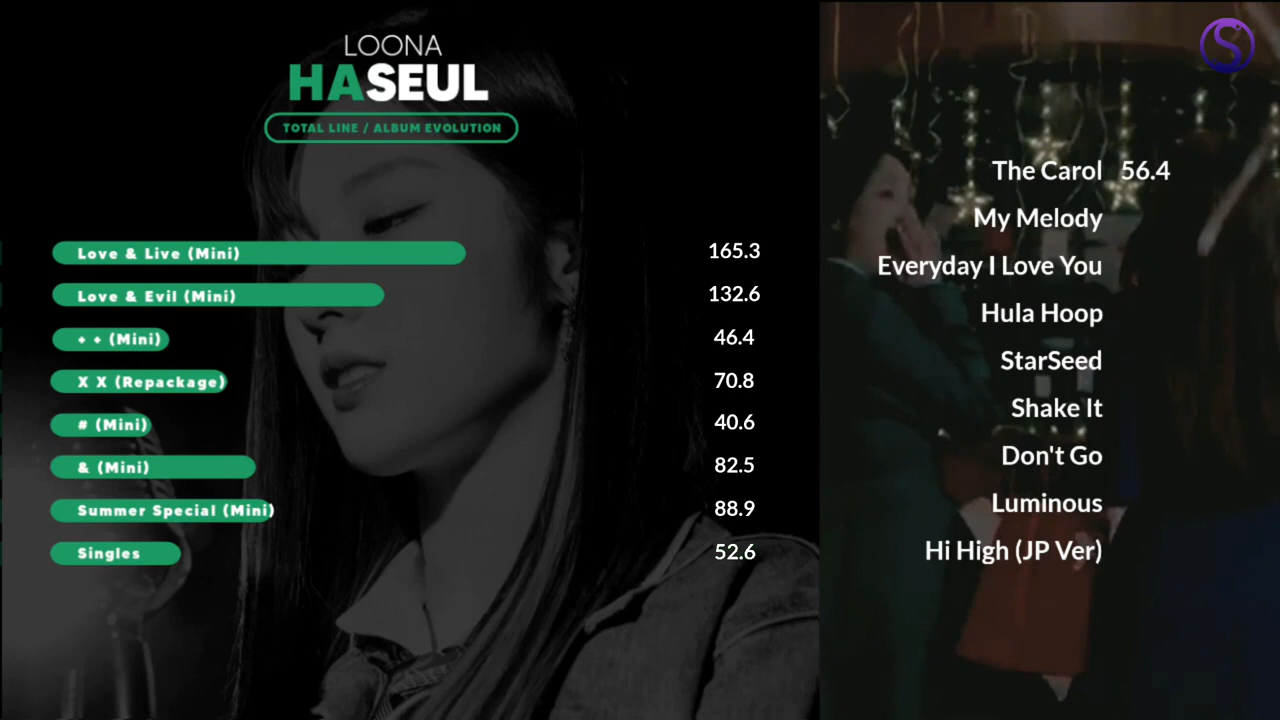 LOONA
HASEUL
TOTAL LINE / ALBUM EVOLUTION
Love & Live (Mini) 165.3
Love & Evil (Mini) 132.6
+ + (Mini) 46.4
X X (Repackage) 70.8
# (Mini) 40.6
& (Mini) 82.5
Summer Special (Mini) 88.9
Singles 52.6
S
The Carol 56.4
My Melody
Everyday I Love You
Hula Hoop
StarSeed
Shake It
Don't Go
Luminous
Hi High (JP Ver)